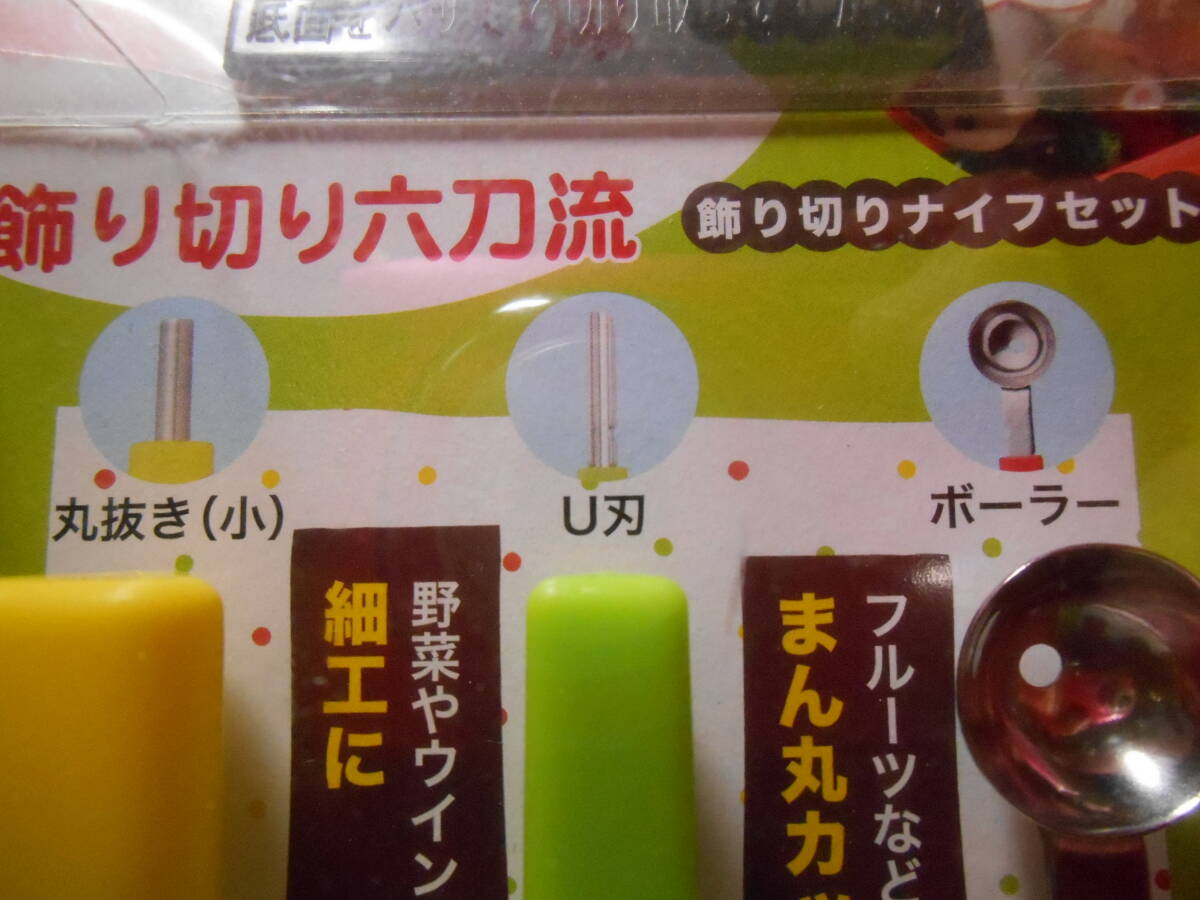 飾り切り六刀流
飾り切りナイフセット
丸抜き(小)
U刃
ボーラー
野菜やウイン
細工に
フルーツなど
まん丸カッ